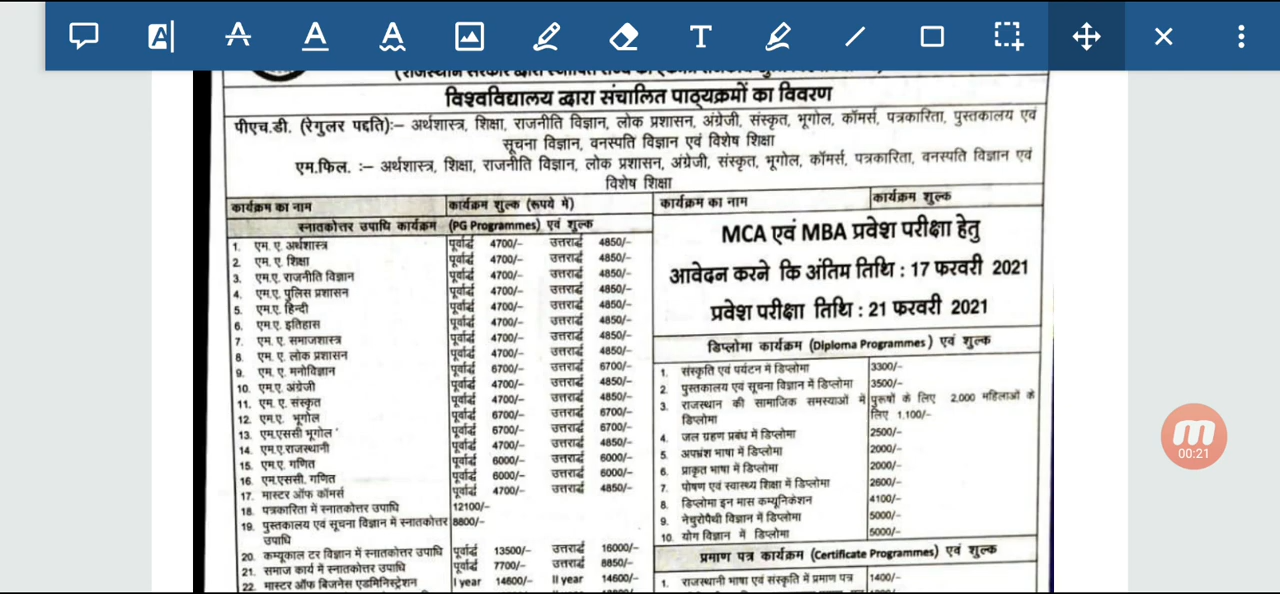 विश्वविद्यालय द्वारा संचालित पाठ्यक्रमों का विवरण
पीएच.डी. (रेगुलर पद्दति):– अर्थशास्त्र, शिक्षा, राजनीति विज्ञान, लोक प्रशासन, अंग्रेजी, संस्कृत, भूगोल, कॉमर्स, पत्रकारिता, पुस्तकालय एवं
सूचना विज्ञान, वनस्पति विज्ञान एवं विशेष शिक्षा
एम.फिल. :– अर्थशास्त्र, शिक्षा, राजनीति विज्ञान, लोक प्रशासन, अंग्रेजी, संस्कृत, भूगोल, कॉमर्स, पत्रकारिता, वनस्पति विज्ञान एवं
विशेष शिक्षा
कार्यक्रम का नाम कार्यक्रम शुल्क (रूपये में)
स्नातकोत्तर उपाधि कार्यक्रम (PG Programmes) एवं शुल्क
1. एम. ए. अर्थशास्त्र पूर्वार्द्ध 4700/- उत्तरार्द्ध 4850/-
2. एम. ए. शिक्षा पूर्वार्द्ध 4700/- उत्तरार्द्ध 4850/-
3. एम.ए. राजनीति विज्ञान पूर्वार्द्ध 4700/- उत्तरार्द्ध 4850/-
4. एम.ए. पुलिस प्रशासन पूर्वार्द्ध 4700/- उत्तरार्द्ध 4850/-
5. एम.ए. हिन्दी पूर्वार्द्ध 4700/- उत्तरार्द्ध 4850/-
6. एम.ए. इतिहास पूर्वार्द्ध 4700/- उत्तरार्द्ध 4850/-
7. एम. ए. समाजशास्त्र पूर्वार्द्ध 4700/- उत्तरार्द्ध 4850/-
8. एम. ए. लोक प्रशासन पूर्वार्द्ध 4700/- उत्तरार्द्ध 4850/-
9. एम. ए. मनोविज्ञान पूर्वार्द्ध 6700/- उत्तरार्द्ध 6700/-
10. एम.ए. अंग्रेजी पूर्वार्द्ध 4700/- उत्तरार्द्ध 4850/-
11. एम. ए. संस्कृत पूर्वार्द्ध 4700/- उत्तरार्द्ध 4850/-
12. एम.ए. भूगोल पूर्वार्द्ध 6700/- उत्तरार्द्ध 6700/-
13. एम.एससी भूगोल पूर्वार्द्ध 6700/- उत्तरार्द्ध 6700/-
14. एम.ए.राजस्थानी पूर्वार्द्ध 4700/- उत्तरार्द्ध 4850/-
15. एम.ए. गणित पूर्वार्द्ध 6000/- उत्तरार्द्ध 6000/-
16. एम.एससी. गणित पूर्वार्द्ध 6000/- उत्तरार्द्ध 6000/-
17. मास्टर ऑफ कॉमर्स पूर्वार्द्ध 4700/- उत्तरार्द्ध 4850/-
18. पत्रकारिता में स्नातकोत्तर उपाधि 12100/-
19. पुस्तकालय एवं सूचना विज्ञान में स्नातकोत्तर 8800/-
उपाधि
20. कम्यूकाल टर विज्ञान में स्नातकोत्तर उपाधि पूर्वार्द्ध 13500/- उत्तरार्द्ध 16000/-
21. समाज कार्य में स्नातकोत्तर उपाधि पूर्वार्द्ध 7700/- उत्तरार्द्ध 8850/-
22. मास्टर ऑफ बिजनेस एडमिनिस्ट्रेशन I year 14600/- II year 14600/-
कार्यक्रम का नाम कार्यक्रम शुल्क
MCA एवं MBA प्रवेश परीक्षा हेतु
आवेदन करने कि अंतिम तिथि : 17 फरवरी 2021
प्रवेश परीक्षा तिथि : 21 फरवरी 2021
डिप्लोमा कार्यक्रम (Diploma Programmes) एवं शुल्क
1. संस्कृति एवं पर्यटन में डिप्लोमा 3300/-
2. पुस्तकालय एवं सूचना विज्ञान में डिप्लोमा 3500/-
3. राजस्थान की सामाजिक समस्याओं में पुरूषों के लिए 2,000 महिलाओं के
डिप्लोमा लिए 1,100/-
4. जल ग्रहण प्रबंध में डिप्लोमा 2500/-
5. अपभ्रंश भाषा में डिप्लोमा 2000/-
6. प्राकृत भाषा में डिप्लोमा 2000/-
7. पोषण एवं स्वास्थ्य शिक्षा में डिप्लोमा 2600/-
8. डिप्लोमा इन मास कम्यूनिकेशन 4100/-
9. नेचुरोपैथी विज्ञान में डिप्लोमा 5000/-
10. योग विज्ञान में डिप्लोमा 5000/-
प्रमाण पत्र कार्यक्रम (Certificate Programmes) एवं शुल्क
1. राजस्थानी भाषा एवं संस्कृति में प्रमाण पत्र 1400/-
00:21